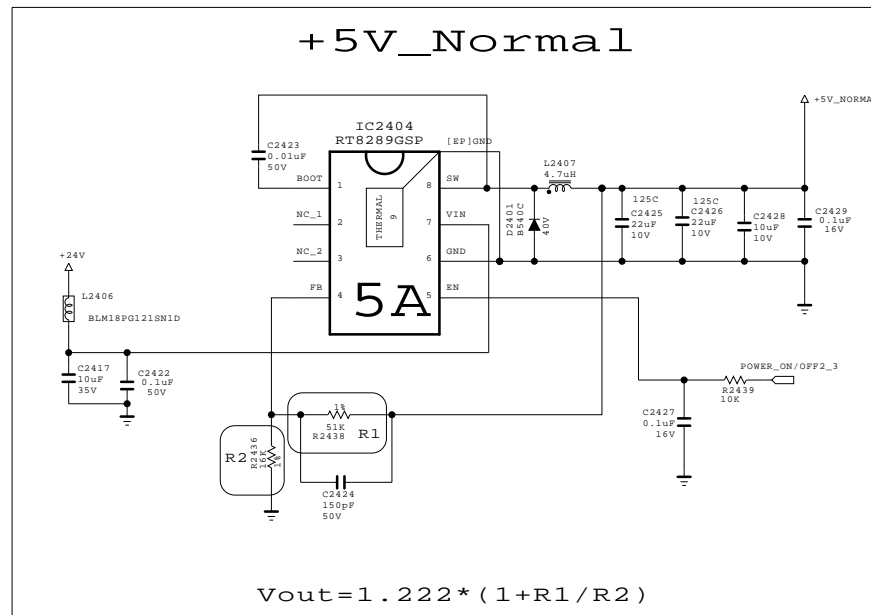 +5V_Normal
IC2404
RT8289GSP
[EP]GND
C2423
0.01uF
50V
BOOT
1
NC_1
2
NC_2
3
FB
4
THERMAL
9
5A
8
SW
7
VIN
6
GND
5
EN
L2407
4.7uH
D2401
B540C
40V
125C
C2425
22uF
10V
125C
C2426
22uF
10V
C2428
10uF
10V
C2429
0.1uF
16V
+5V_NORMA
+24V
L2406
BLM18PG121SN1D
C2417
10uF
35V
C2422
0.1uF
50V
R2
R2436
16K
1%
1%
51K
R2438
R1
C2424
150pF
50V
POWER_ON/OFF2_3
R2439
10K
C2427
0.1uF
16V
Vout=1.222*(1+R1/R2)